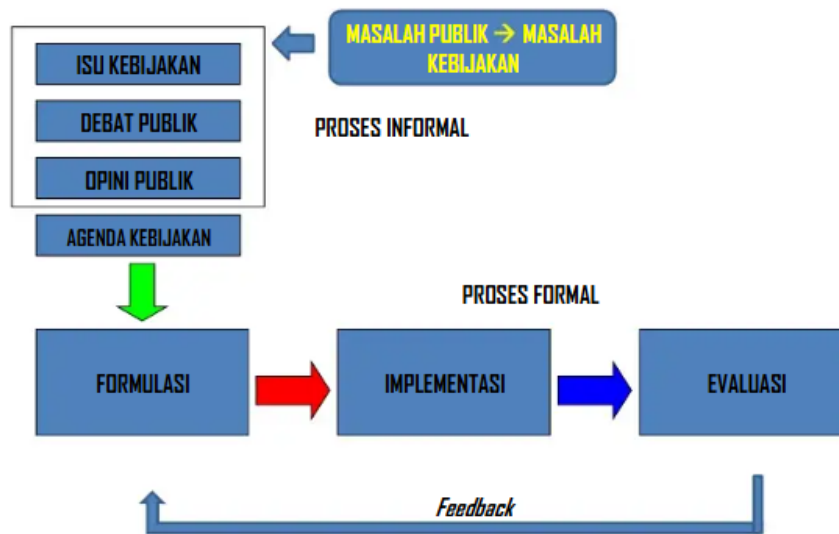 MASALAH PUBLIK → MASALAH
KEBIJAKAN
ISU KEBIJAKAN
DEBAT PUBLIK
PROSES INFORMAL
OPINI PUBLIK
AGENDA KEBIJAKAN
PROSES FORMAL
FORMULASI
IMPLEMENTASI
EVALUASI
Feedback